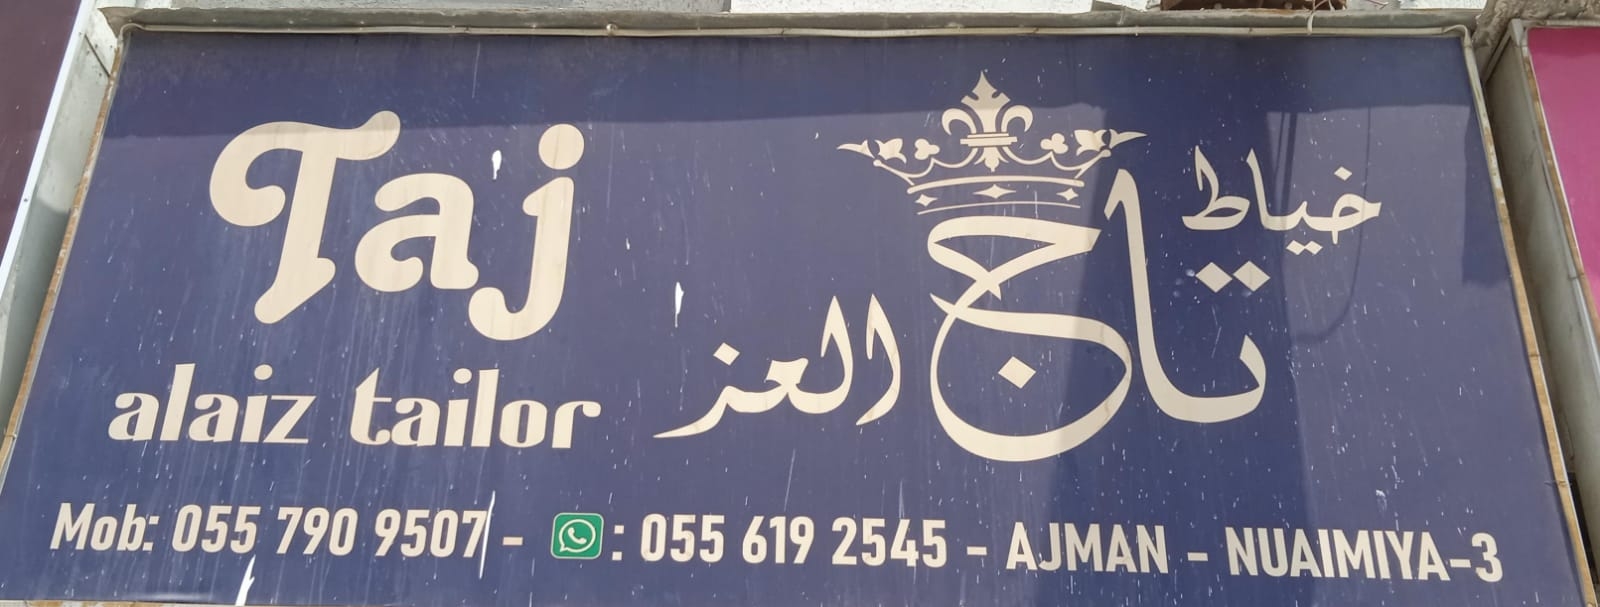 Taj
alaiz tailor
خياط
تاج العز
Mob: 055 790 9507 - : 055 619 2545 - AJMAN - NUAIMIYA-3